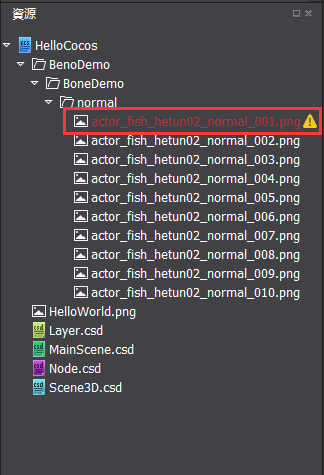 資源
HelloCocos
BenoDemo
BoneDemo
normal
actor_fish_hetun02_normal_001.png
actor_fish_hetun02_normal_002.png
actor_fish_hetun02_normal_003.png
actor_fish_hetun02_normal_004.png
actor_fish_hetun02_normal_005.png
actor_fish_hetun02_normal_006.png
actor_fish_hetun02_normal_007.png
actor_fish_hetun02_normal_008.png
actor_fish_hetun02_normal_009.png
actor_fish_hetun02_normal_010.png
HelloWorld.png
Layer.csd
MainScene.csd
Node.csd
Scene3D.csd